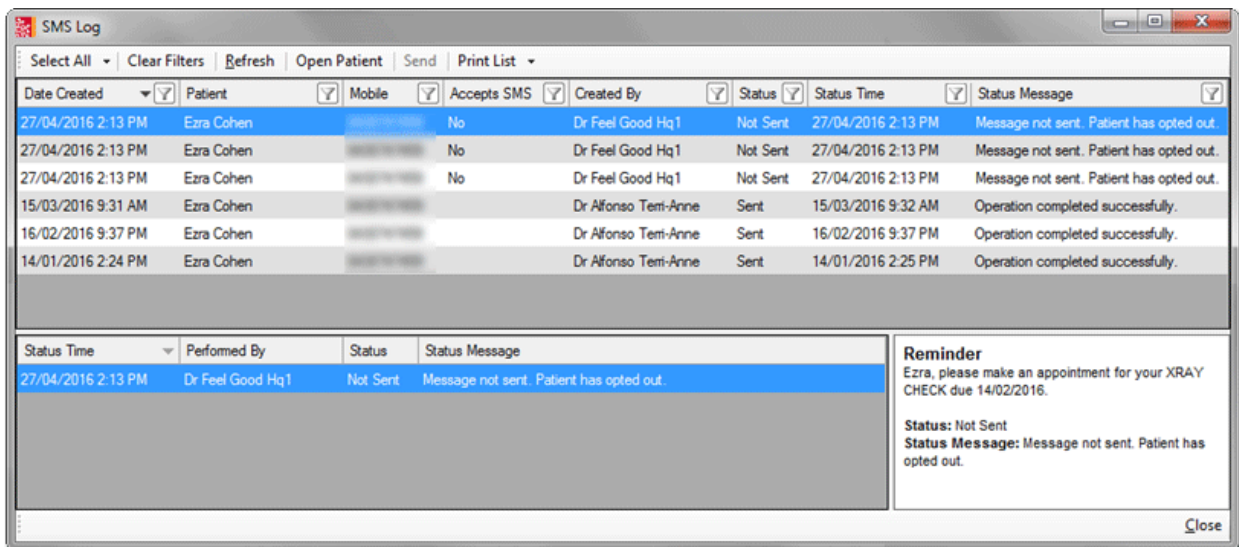 SMS Log
Select All Clear Filters Refresh Open Patient Send Print List
Date Created Patient Mobile Accepts SMS Created By Status Status Time Status Message
27/04/2016 2:13 PM Ezra Cohen No Dr Feel Good Hq1 Not Sent 27/04/2016 2:13 PM Message not sent. Patient has opted out.
27/04/2016 2:13 PM Ezra Cohen No Dr Feel Good Hq1 Not Sent 27/04/2016 2:13 PM Message not sent. Patient has opted out.
27/04/2016 2:13 PM Ezra Cohen No Dr Feel Good Hq1 Not Sent 27/04/2016 2:13 PM Message not sent. Patient has opted out.
15/03/2016 9:31 AM Ezra Cohen Dr Alfonso Terri-Anne Sent 15/03/2016 9:32 AM Operation completed successfully.
16/02/2016 9:37 PM Ezra Cohen Dr Alfonso Terri-Anne Sent 16/02/2016 9:37 PM Operation completed successfully.
14/01/2016 2:24 PM Ezra Cohen Dr Alfonso Terri-Anne Sent 14/01/2016 2:25 PM Operation completed successfully.
Status Time Performed By Status Status Message
27/04/2016 2:13 PM Dr Feel Good Hq1 Not Sent Message not sent. Patient has opted out.
Reminder
Ezra, please make an appointment for your XRAY
CHECK due 14/02/2016.
Status: Not Sent
Status Message: Message not sent. Patient has
opted out.
Close